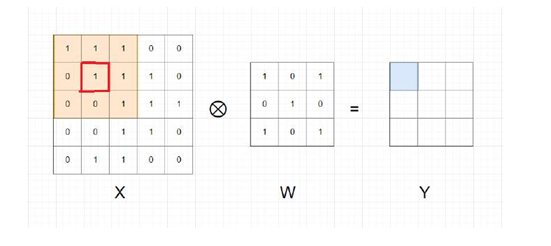 1 1 1 0 0
0 1 1 1 0
0 0 1 1 1
0 0 1 1 0
0 1 1 0 0
⊗
1 0 1
0 1 0
1 0 1
=
X W Y